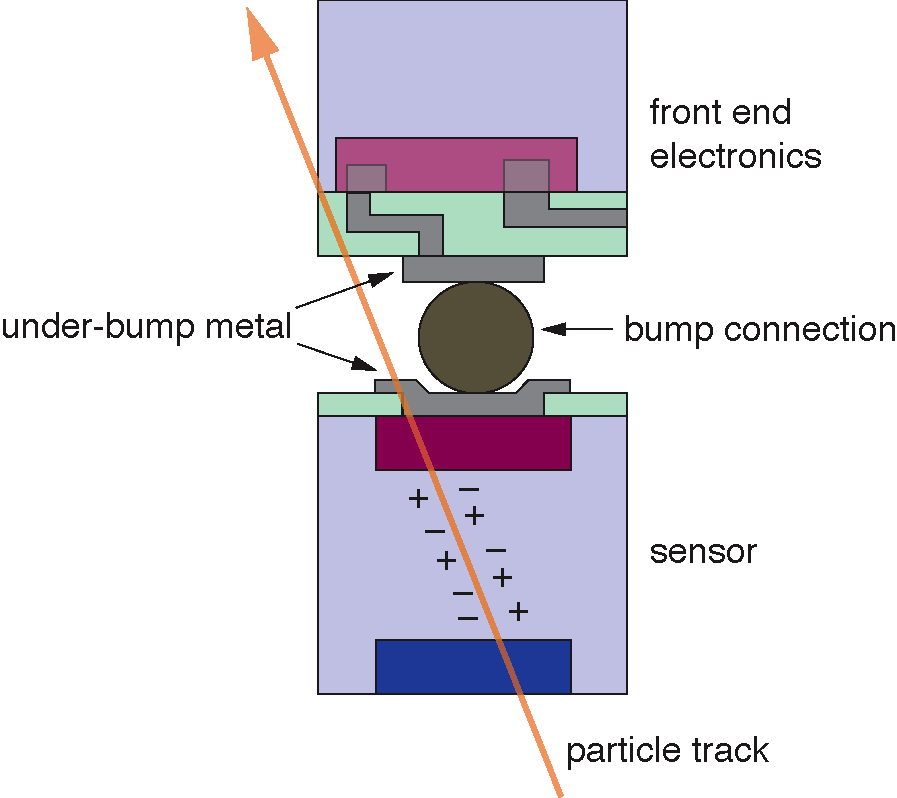 front end
electronics
under-bump metal
bump connection
+ −
+
−
+ −
+
−
+
−
sensor
particle track